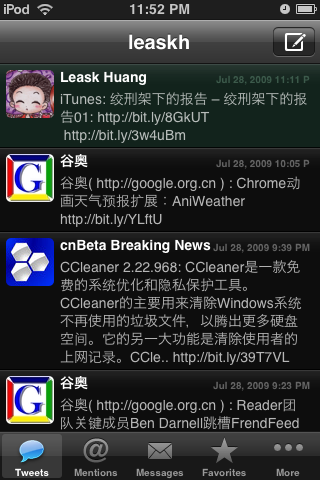 iPod 11:52 PM
leaskh
Leask Huang Jul 28, 2009 11:11 P
iTunes: 绞刑架下的报告 – 绞刑架下的报
告01: http://bit.ly/8GkUT
http://bit.ly/3w4uBm
谷奥 Jul 28, 2009 10:05 P
谷奥( http://google.org.cn ) : Chrome动
画天气预报扩展：AniWeather
http://bit.ly/YLftU
cnBeta Breaking News Jul 28, 2009 9:39 PM
CCleaner 2.22.968: CCleaner是一款免
费的系统优化和隐私保护工具。
CCleaner的主要用来清除Windows系统
不再使用的垃圾文件，以腾出更多硬盘
空间。它的另一大功能是清除使用者的
上网记录。CCle.. http://bit.ly/39T7VL
谷奥 Jul 28, 2009 9:23 PM
谷奥( http://google.org.cn ) : Reader团
队关键成员Ben Darnell跳槽FrendFeed
Tweets Mentions Messages Favorites More